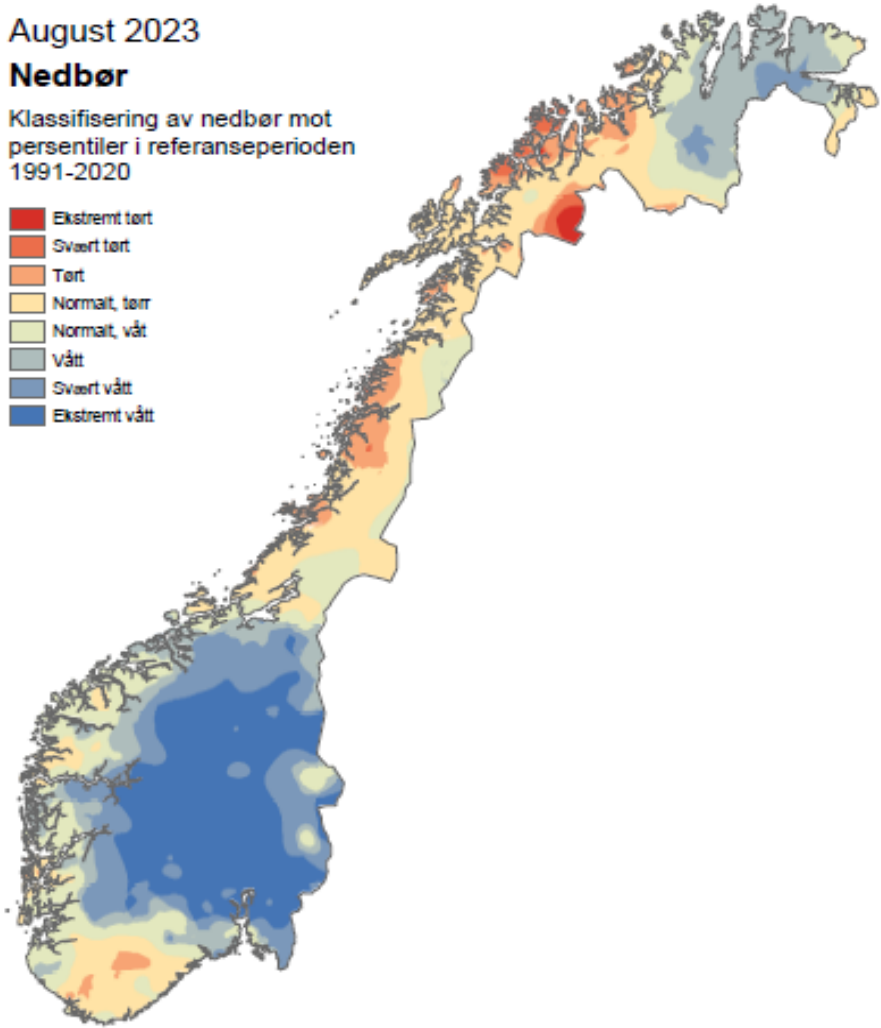 August 2023
Nedbør
Klassifisering av nedbør mot
persentiler i referanseperioden
1991-2020
Ekstremt tørt
Svært tørt
Tørt
Normalt, tørr
Normalt, våt
Vått
Svært vått
Ekstremt vått